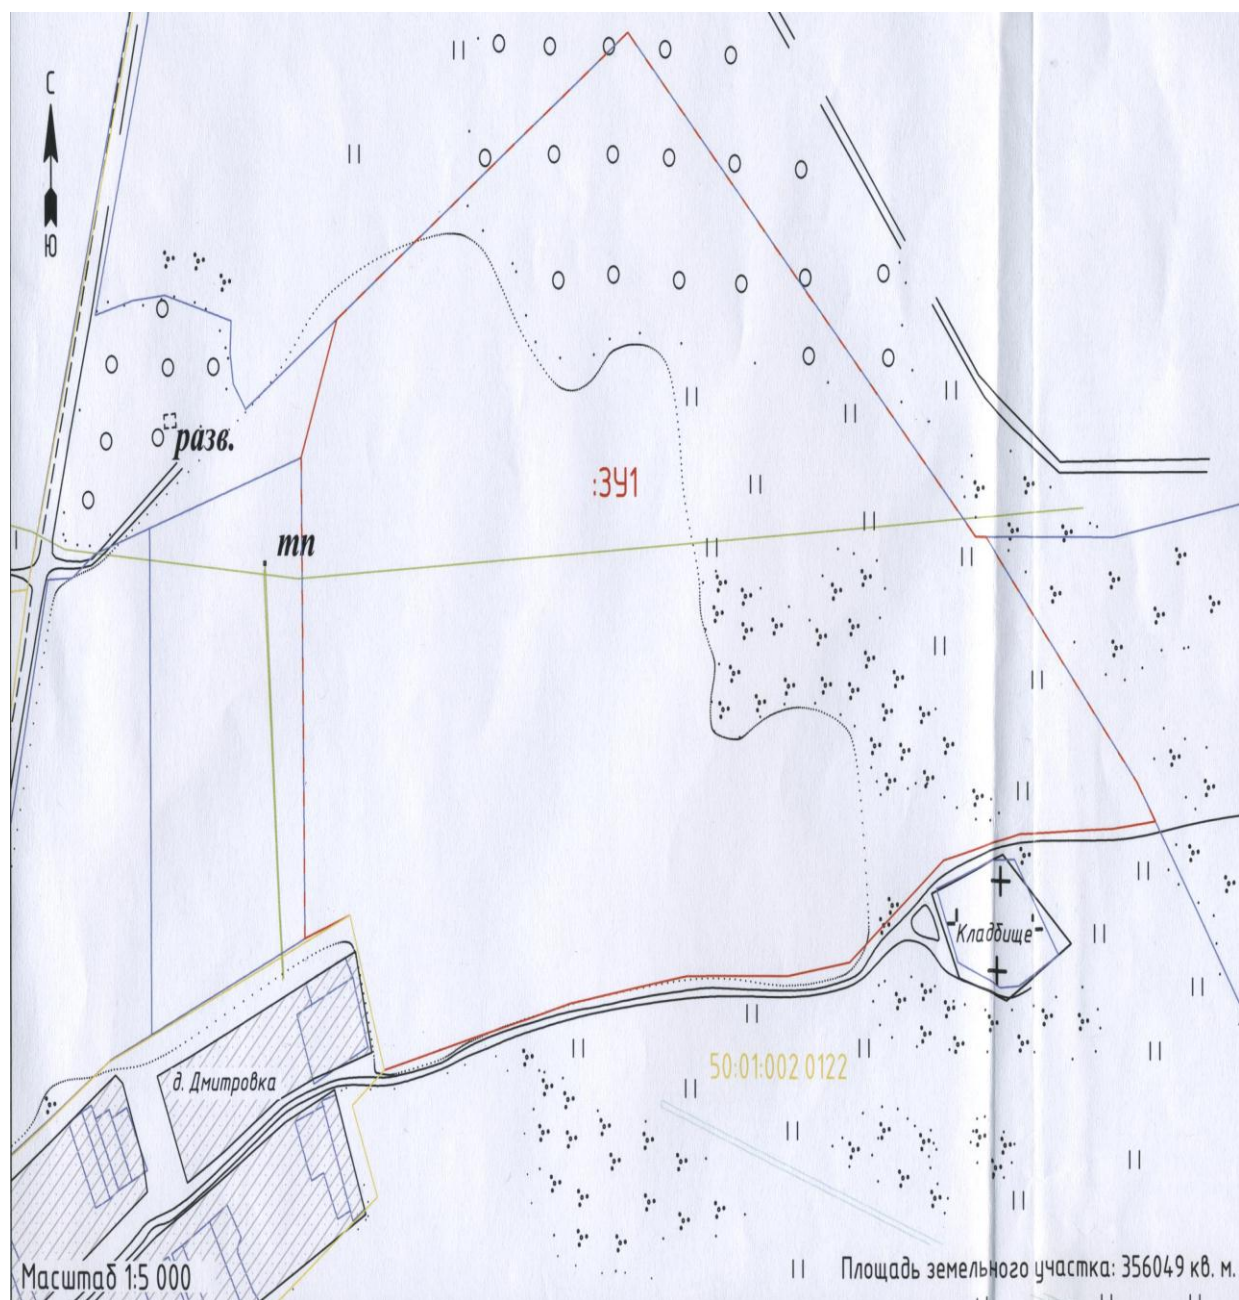 С
Ю
разв.
:ЗУ1
тп
Кладбище
50:01:002 0122
д. Дмитровка
Масштаб 1:5 000
Площадь земельного участка: 356049 кв. м.